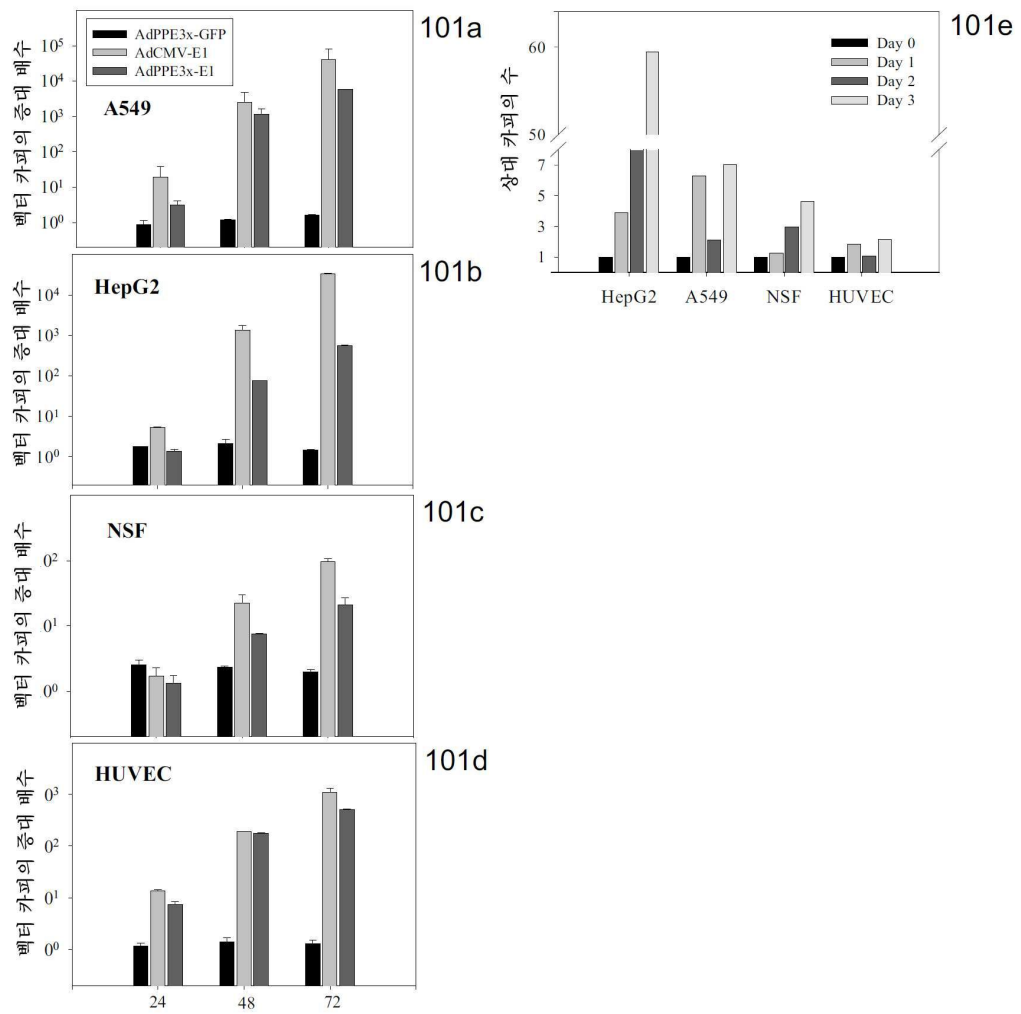 101a
AdPPE3x-GFP
AdCMV-E1
AdPPE3x-E1
A549
벡터 카피의 증대 배수
10⁵
10⁴
10³
10²
10¹
10⁰
101b
HepG2
벡터 카피의 증대 배수
10⁴
10³
10²
10¹
10⁰
101c
NSF
벡터 카피의 증대 배수
0²
0¹
0⁰
101d
HUVEC
벡터 카피의 증대 배수
0³
0²
0¹
0⁰
24 48 72
101e
Day 0
Day 1
Day 2
Day 3
상대 카피의 수
60
50
7
5
3
1
HepG2 A549 NSF HUVEC